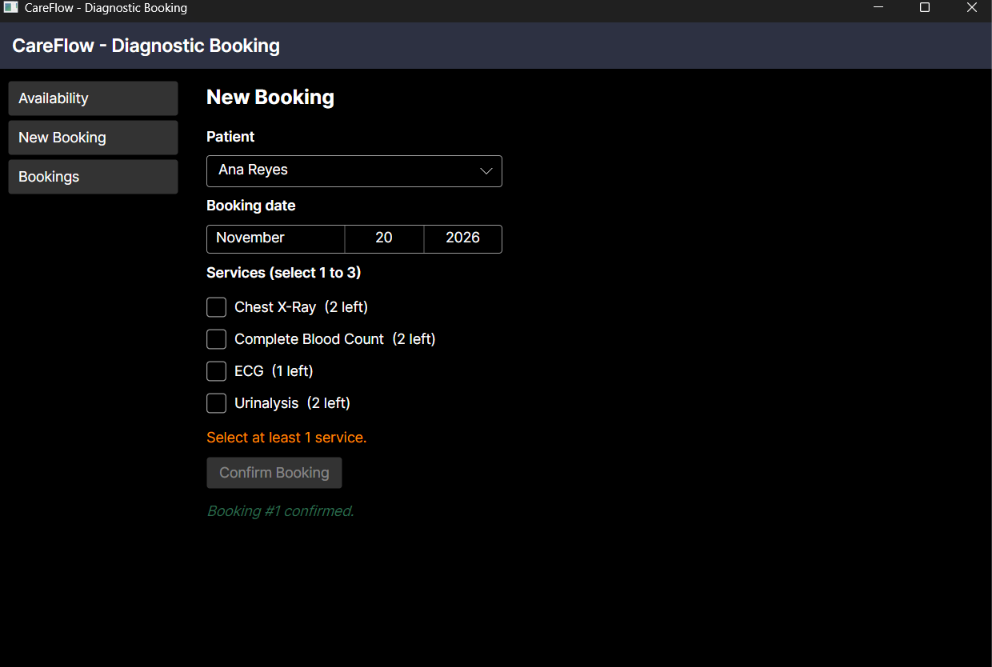 CareFlow - Diagnostic Booking
CareFlow - Diagnostic Booking
Availability
New Booking
Bookings
New Booking
Patient
Ana Reyes
Booking date
November 20 2026
Services (select 1 to 3)
Chest X-Ray (2 left)
Complete Blood Count (2 left)
ECG (1 left)
Urinalysis (2 left)
Select at least 1 service.
Confirm Booking
Booking #1 confirmed.